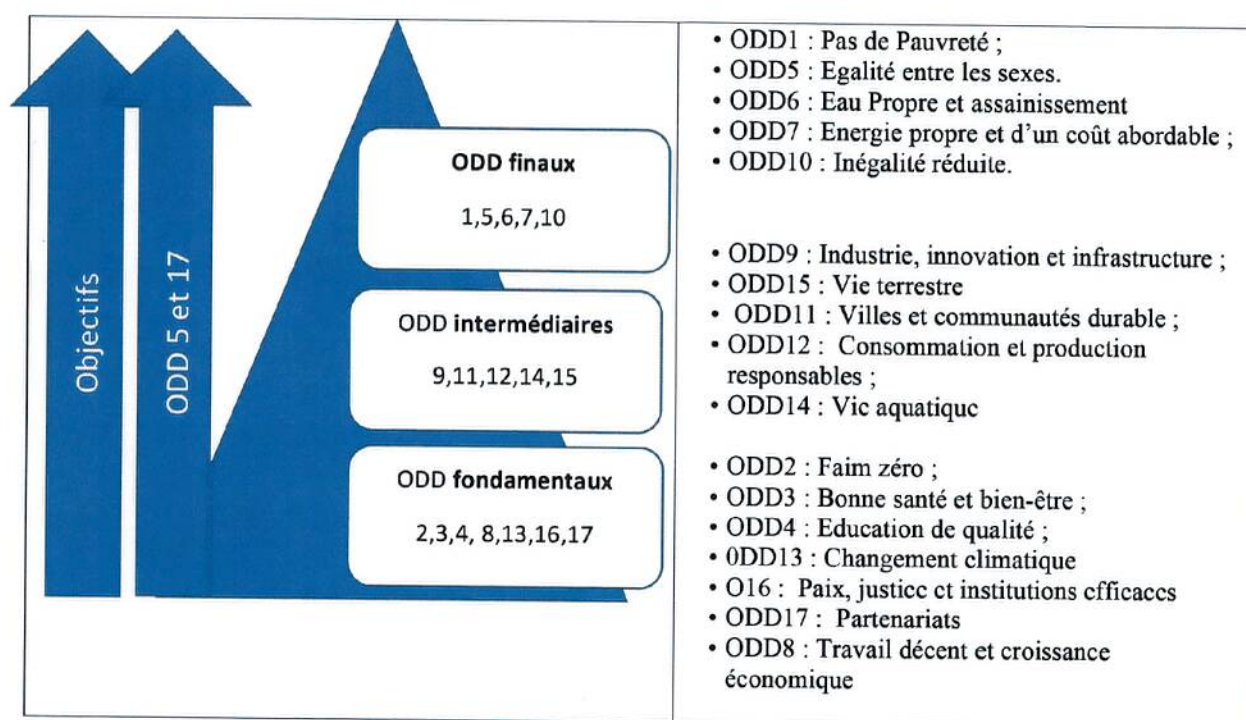 Objectifs
ODD 5 et 17
ODD finaux
1,5,6,7,10
ODD intermédiaires
9,11,12,14,15
ODD fondamentaux
2,3,4, 8,13,16,17
• ODD1 : Pas de Pauvreté ;
• ODD5 : Egalité entre les sexes.
• ODD6 : Eau Propre et assainissement
• ODD7 : Energie propre et d'un coût abordable ;
• ODD10 : Inégalité réduite.
• ODD9 : Industrie, innovation et infrastructure ;
• ODD15 : Vie terrestre
• ODD11 : Villes et communautés durable ;
• ODD12 : Consommation et production
responsables ;
• ODD14 : Vie aquatique
• ODD2 : Faim zéro ;
• ODD3 : Bonne santé et bien-être ;
• ODD4 : Education de qualité ;
• 0DD13 : Changement climatique
• O16 : Paix, justice et institutions efficaces
• ODD17 : Partenariats
• ODD8 : Travail décent et croissance
économique